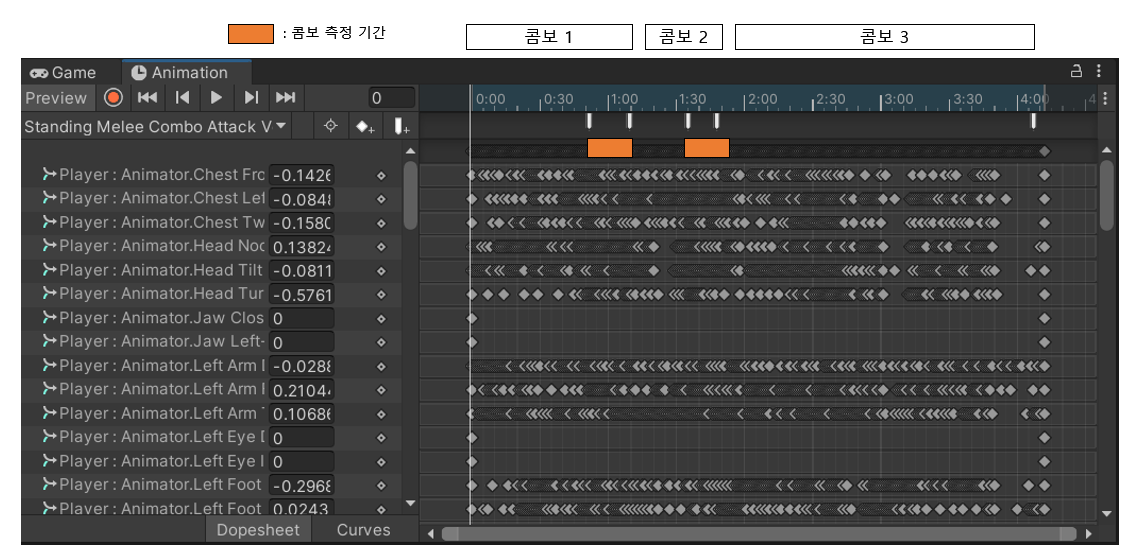 : 콤보 측정 기간
콤보 1
콤보 2
콤보 3
Game
Animation
Preview
0
0:00
0:30
1:00
1:30
2:00
2:30
3:00
3:30
4:00
4
Standing Melee Combo Attack V
Player : Animator.Chest Fro -0.1426
Player : Animator.Chest Lef -0.0848
Player : Animator.Chest Tw -0.1580
Player : Animator.Head Noc 0.13824
Player : Animator.Head Tilt -0.0811
Player : Animator.Head Tur -0.5761
Player : Animator.Jaw Clos 0
Player : Animator.Jaw Left- 0
Player : Animator.Left Arm I -0.0288
Player : Animator.Left Arm F 0.21044
Player : Animator.Left Arm 0.10686
Player : Animator.Left Eye D 0
Player : Animator.Left Eye I 0
Player : Animator.Left Foot -0.2968
Player : Animator.Left Foot 0.0243
Dopesheet
Curves